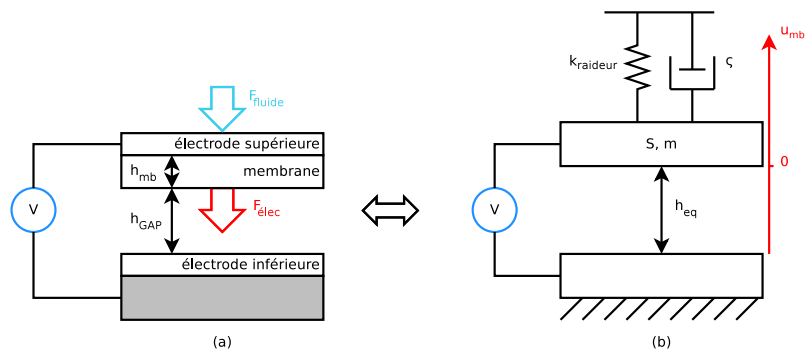 F_fluide
électrode supérieure
h_mb
membrane
V
F_élec
h_GAP
électrode inférieure
(a)
u_mb
k_raideur
ς
S, m
0
V
h_eq
(b)